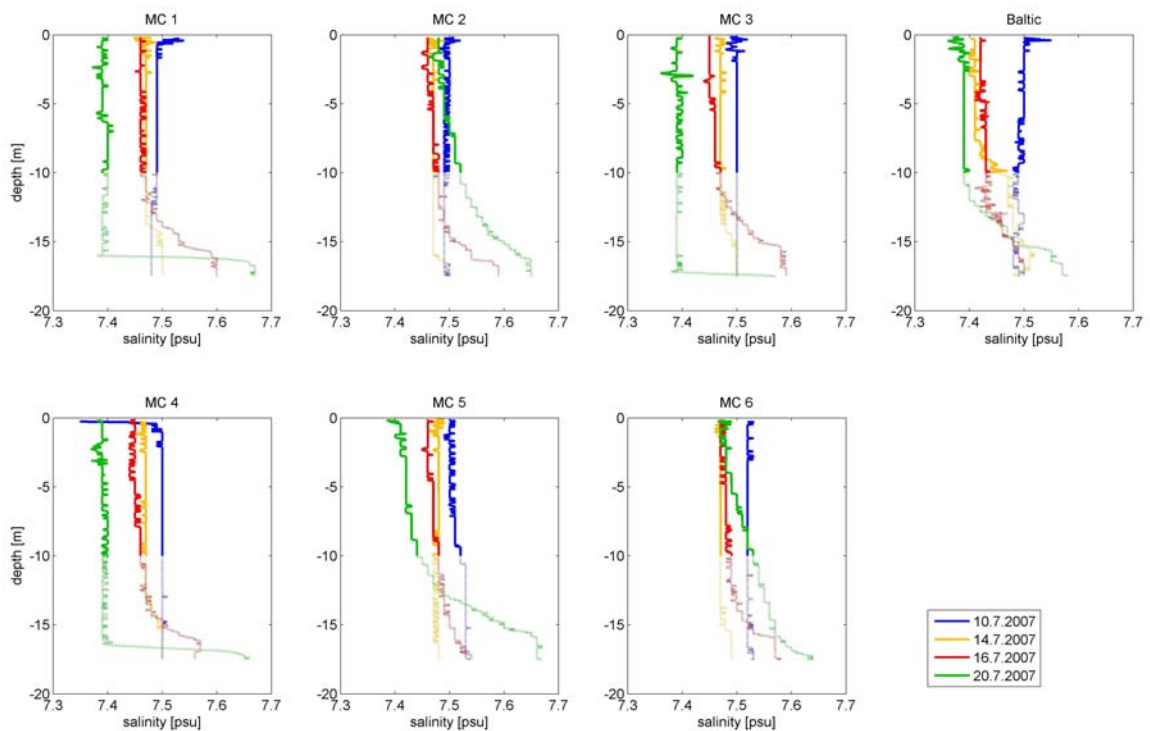 MC 1 MC 2 MC 3 Baltic
0 0 0 0
-5 -5 -5 -5
depth [m]
-10 -10 -10 -10
-15 -15 -15 -15
-20 -20 -20 -20
7.3 7.4 7.5 7.6 7.7 7.3 7.4 7.5 7.6 7.7 7.3 7.4 7.5 7.6 7.7 7.3 7.4 7.5 7.6 7.7
salinity [psu] salinity [psu] salinity [psu] salinity [psu]
MC 4 MC 5 MC 6
0 0 0
-5 -5 -5
depth [m]
-10 -10 -10
-15 -15 -15
-20 -20 -20
7.3 7.4 7.5 7.6 7.7 7.3 7.4 7.5 7.6 7.7 7.3 7.4 7.5 7.6 7.7
salinity [psu] salinity [psu] salinity [psu]
10.7.2007
14.7.2007
16.7.2007
20.7.2007